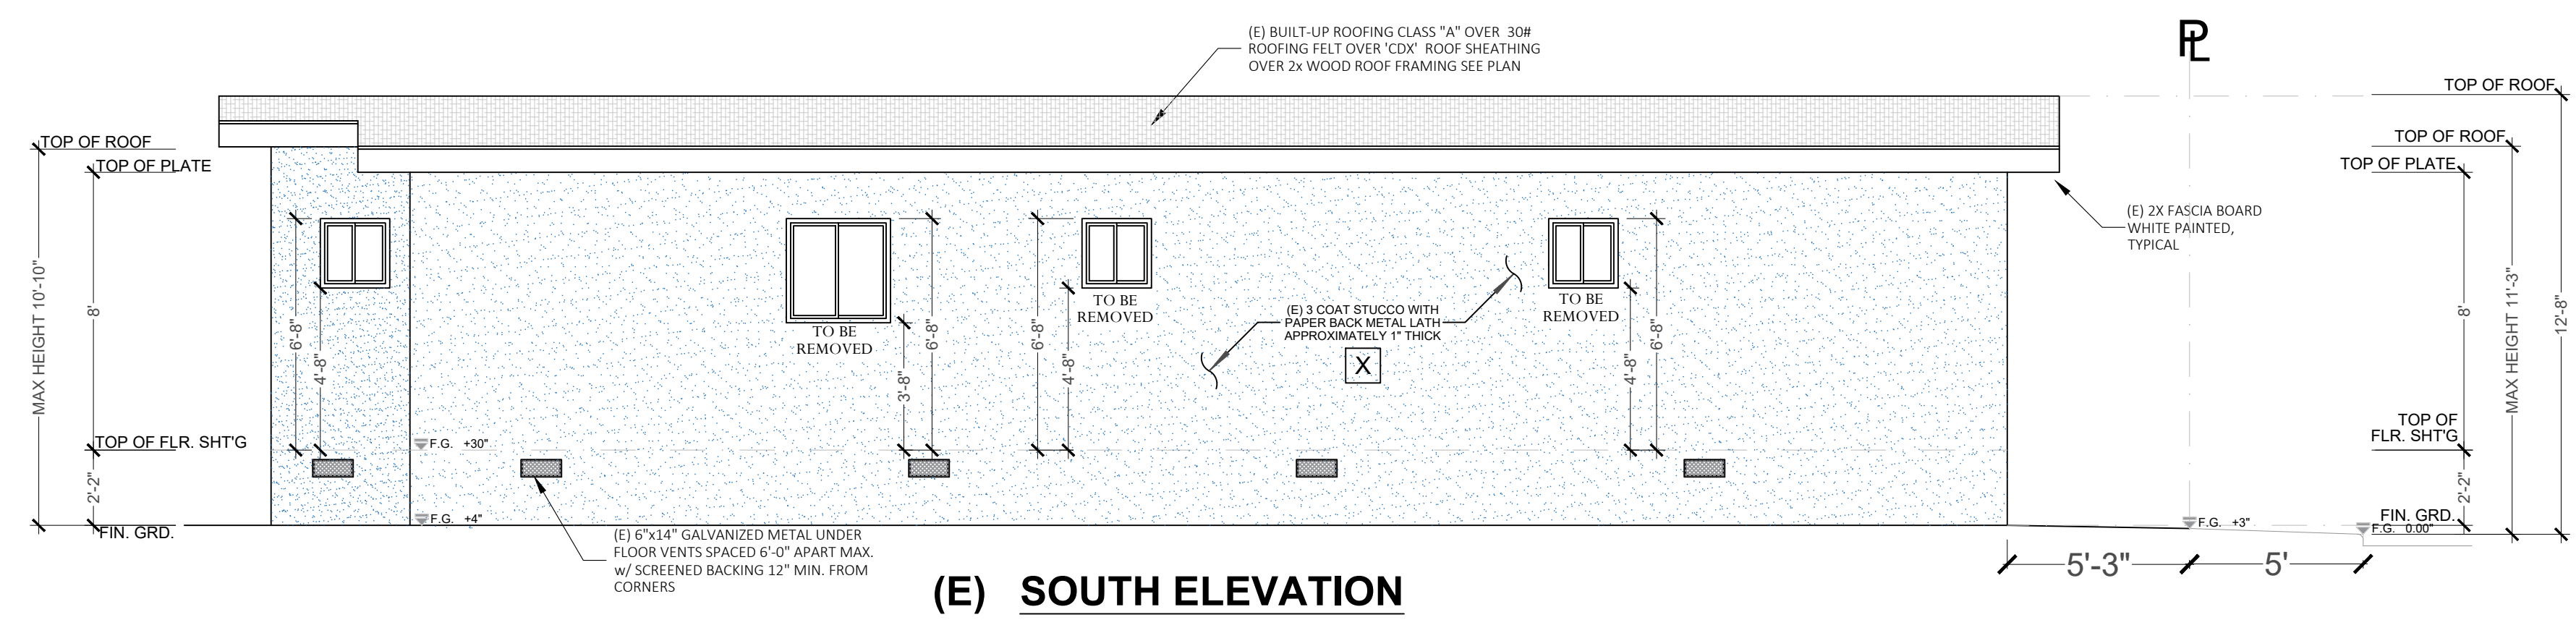 (E) BUILT-UP ROOFING CLASS "A" OVER 30#
ROOFING FELT OVER 'CDX' ROOF SHEATHING
OVER 2x WOOD ROOF FRAMING SEE PLAN
PL
TOP OF ROOF
TOP OF PLATE
MAX HEIGHT 10'-10"
8'
TOP OF FLR. SHT'G
2'-2"
FIN. GRD.
6'-8"
4'-8"
F.G. +30"
F.G. +4"
TO BE
REMOVED
3'-8"
6'-8"
6'-8"
4'-8"
TO BE
REMOVED
(E) 3 COAT STUCCO WITH
PAPER BACK METAL LATH
APPROXIMATELY 1" THICK
X
TO BE
REMOVED
4'-8"
6'-8"
(E) 2X FASCIA BOARD
WHITE PAINTED,
TYPICAL
TOP OF ROOF
TOP OF ROOF
TOP OF PLATE
8'
MAX HEIGHT 11'-3"
12'-8"
TOP OF
FLR. SHT'G
2'-2"
FIN. GRD.
F.G. 0.00"
F.G. +3"
5'-3"
5'
(E) 6"x14" GALVANIZED METAL UNDER
FLOOR VENTS SPACED 6'-0" APART MAX.
w/ SCREENED BACKING 12" MIN. FROM
CORNERS
(E) SOUTH ELEVATION